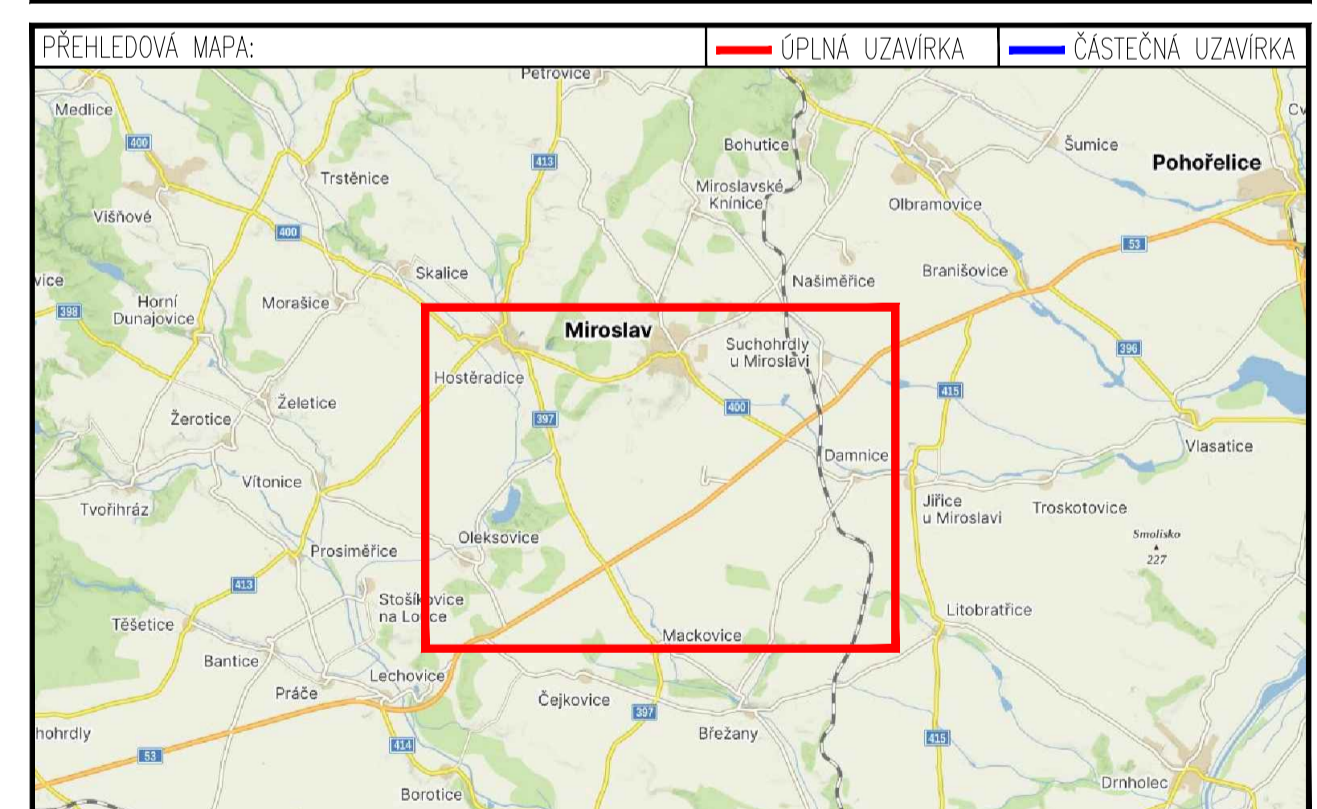 PŘEHLEDOVÁ MAPA:
ÚPLNÁ UZAVÍRKA
ČÁSTEČNÁ UZAVÍRKA
Petrovice
Medlice
400
Bohutice
Šumice
413
Pohořelice
Trstěnice
Miroslavské
Knínice
Olbramovice
Višňové
400
53
Skalice
Branišovice
Našiměřice
vice
Horní
Dunajovice
Morašice
398
Miroslav
Suchohrdly
u Miroslavi
396
Hostěradice
415
Želetice
400
Žerotice
397
Vlasatice
Damnice
Vítonice
Jiřice
u Miroslavi
Troskotovice
Tvořihráz
Smolisko
227
Oleksovice
Prosiměřice
413
Stošíkovice
na Louce
Litobratřice
Těšetice
Mackovice
Bantice
Lechovice
Práče
Čejkovice
397
Břežany
hohrdly
415
414
53
Drnholec
Borotice